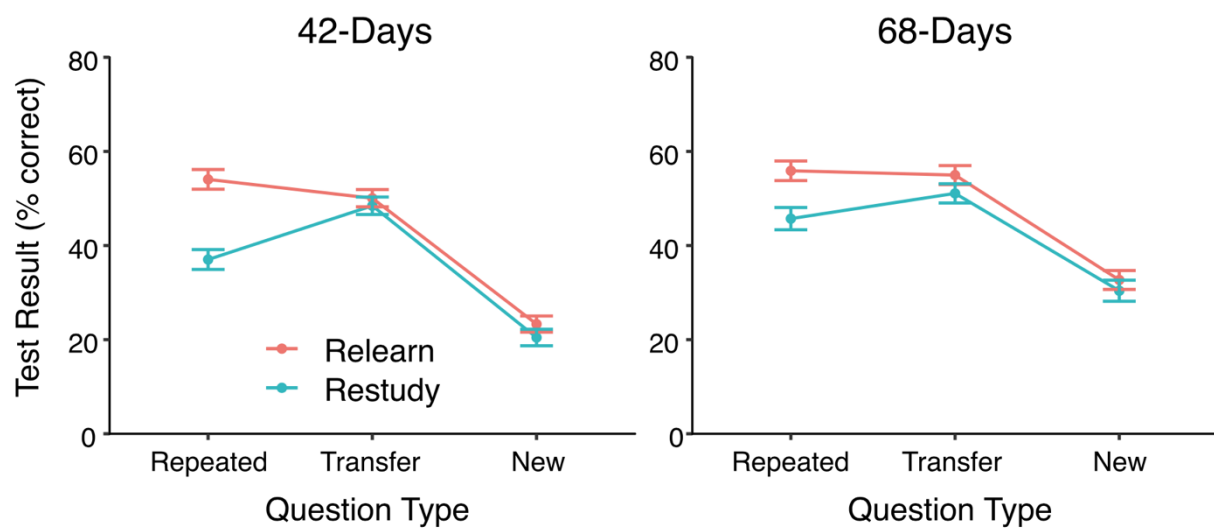 42-Days
68-Days
Test Result (% correct)
80
60
40
20
0
Relearn
Restudy
Repeated
Transfer
New
Question Type
80
60
40
20
0
Repeated
Transfer
New
Question Type